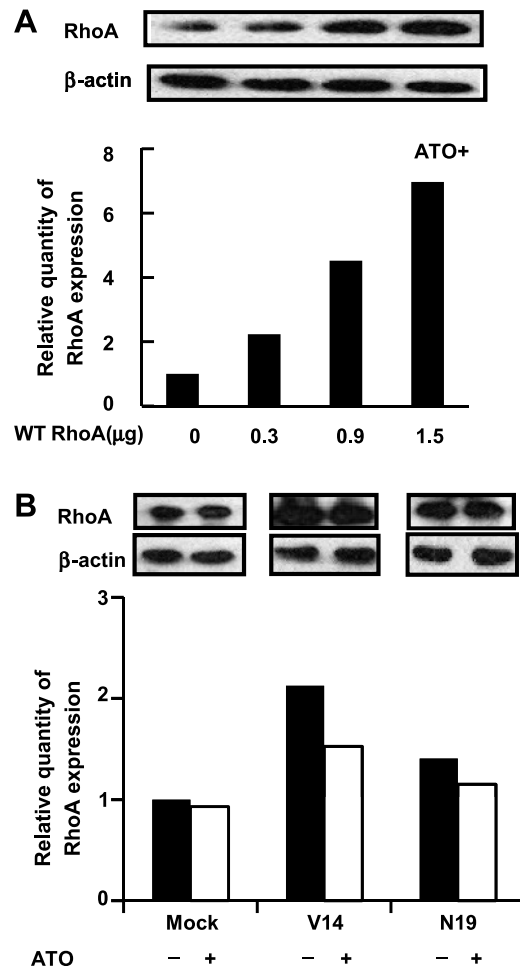 A
RhoA
β-actin
8
6
4
2
0
Relative quantity of
RhoA expression
ATO+
WT RhoA(μg) 0 0.3 0.9 1.5
B
RhoA
β-actin
3
2
1
0
Relative quantity of
RhoA expression
Mock V14 N19
ATO – + – + – +